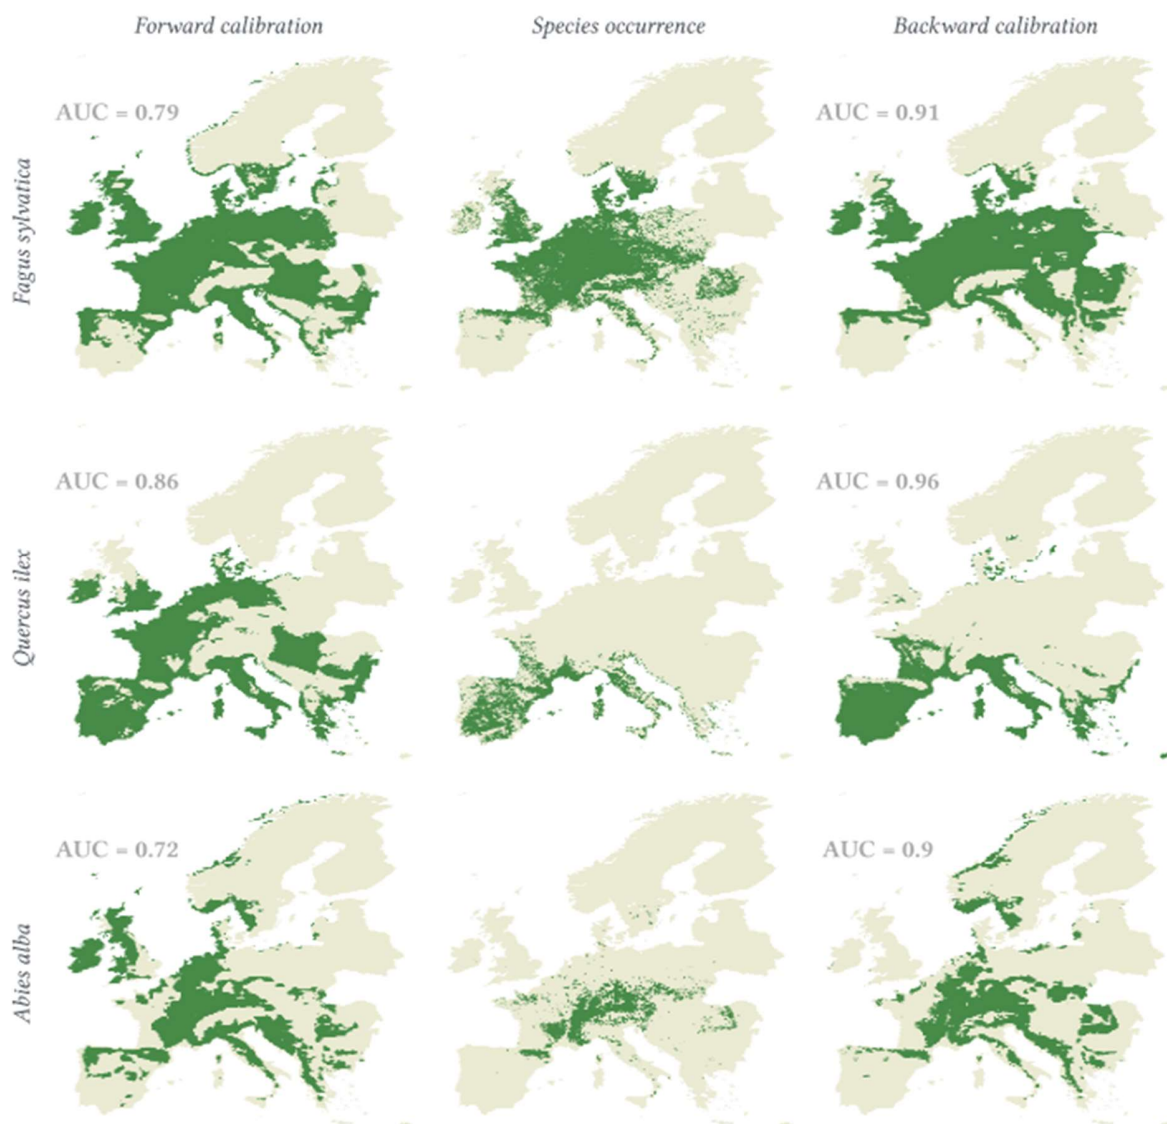 Forward calibration
Species occurrence
Backward calibration
Fagus sylvatica
AUC = 0.79
AUC = 0.91
Quercus ilex
AUC = 0.86
AUC = 0.96
Abies alba
AUC = 0.72
AUC = 0.9